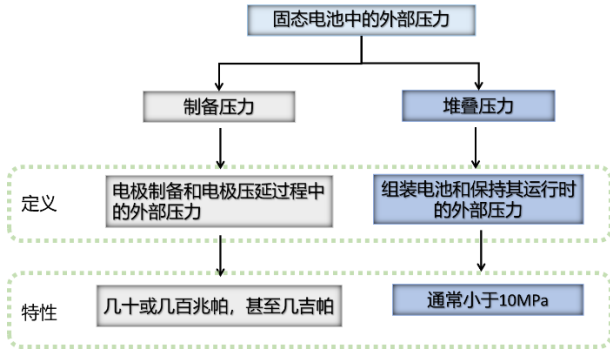 固态电池中的外部压力
制备压力
堆叠压力
定义
电极制备和电极压延过程中
的外部压力
组装电池和保持其运行时
的外部压力
特性
几十或几百兆帕，甚至几吉帕
通常小于10MPa